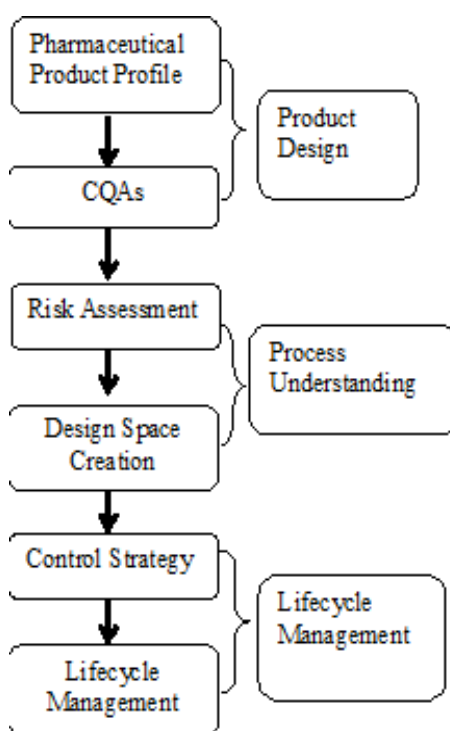 Pharmaceutical
Product Profile
Product
Design
CQAs
Risk Assessment
Process
Understanding
Design Space
Creation
Control Strategy
Lifecycle
Management
Lifecycle
Management